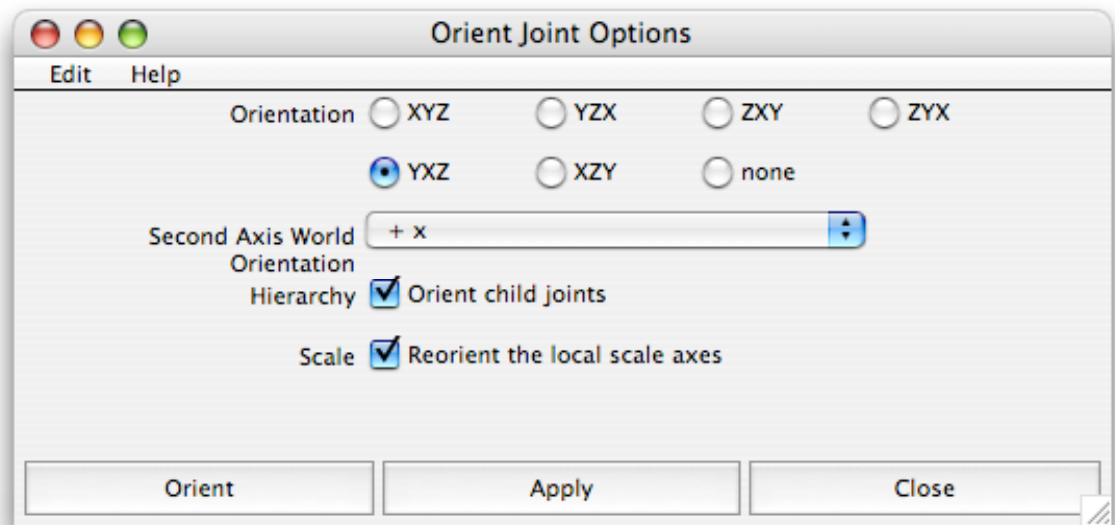 Orient Joint Options
Edit Help
Orientation XYZ YZX ZXY ZYX
YXZ XZY none
Second Axis World + x
Orientation
Hierarchy Orient child joints
Scale Reorient the local scale axes
Orient Apply Close